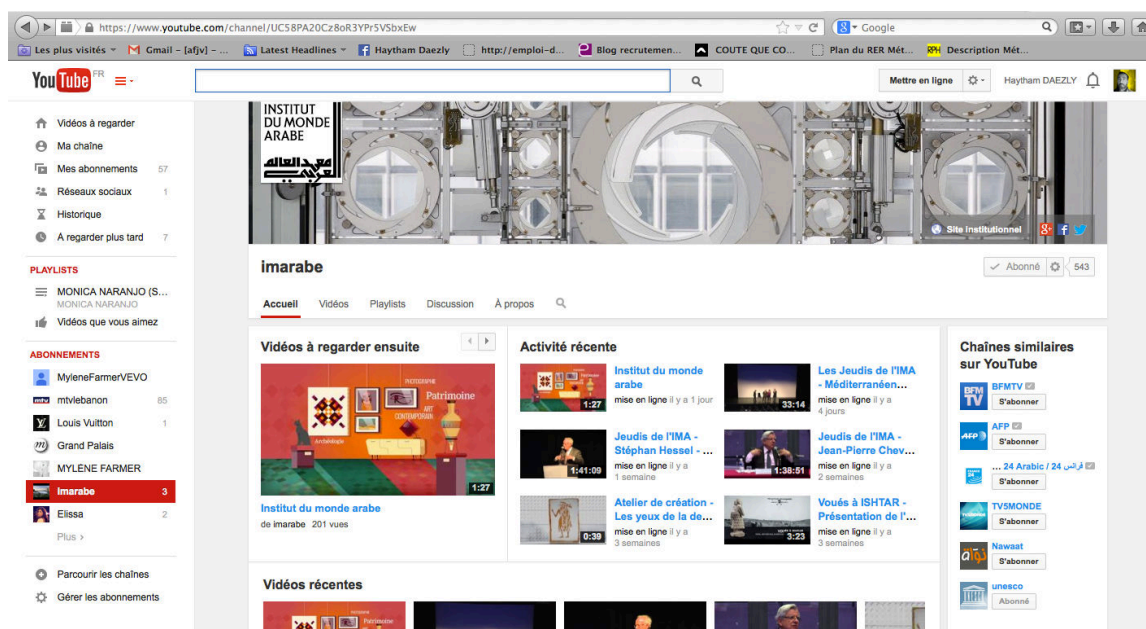 https://www.youtube.com/channel/UC58PA20Cz8oR3YPr5VSbxEw
Google
Les plus visités
Gmail – [afjv] – ...
Latest Headlines
Haytham Daezly
http://emploi-d...
Blog recrutemen...
COUTE QUE CO...
Plan du RER Mét...
RPH Description Mét...
YouTube FR
Mettre en ligne
Haytham DAEZLY
Vidéos à regarder
Ma chaîne
Mes abonnements 57
Réseaux sociaux 1
Historique
A regarder plus tard 7
PLAYLISTS
MONICA NARANJO (S...
MONICA NARANJO
Vidéos que vous aimez
ABONNEMENTS
MyleneFarmerVEVO
mtvlebanon 85
Louis Vuitton 1
Grand Palais
MYLENE FARMER
Imarabe 3
Elissa 2
Plus ›
Parcourir les chaînes
Gérer les abonnements
INSTITUT
DU MONDE
ARABE
معهد العالم
العربي
Site institutionnel
imarabe
Abonné 543
Accueil Vidéos Playlists Discussion À propos
Vidéos à regarder ensuite
PHOTOGRAPHIE
Patrimoine
ART
CONTEMPORAIN
Archéologie
1:27
Institut du monde arabe
de imarabe 201 vues
Activité récente
1:27
Institut du monde
arabe
mise en ligne il y a 1 jour
33:14
Les Jeudis de l'IMA
- Méditerranéen...
mise en ligne il y a
4 jours
1:41:09
Jeudis de l'IMA -
Stéphan Hessel - ...
mise en ligne il y a
1 semaine
1:38:51
Jeudis de l'IMA -
Jean-Pierre Chev...
mise en ligne il y a
2 semaines
0:39
Atelier de création -
Les yeux de la de...
mise en ligne il y a
3 semaines
3:23
Voués à ISHTAR -
Présentation de l'...
mise en ligne il y a
3 semaines
Chaînes similaires
sur YouTube
BFM
TV
BFMTV
S'abonner
AFP
AFP
S'abonner
... 24 Arabic / فرانس 24
S'abonner
TV5MONDE
S'abonner
Nawaat
S'abonner
unesco
Abonné
Vidéos récentes